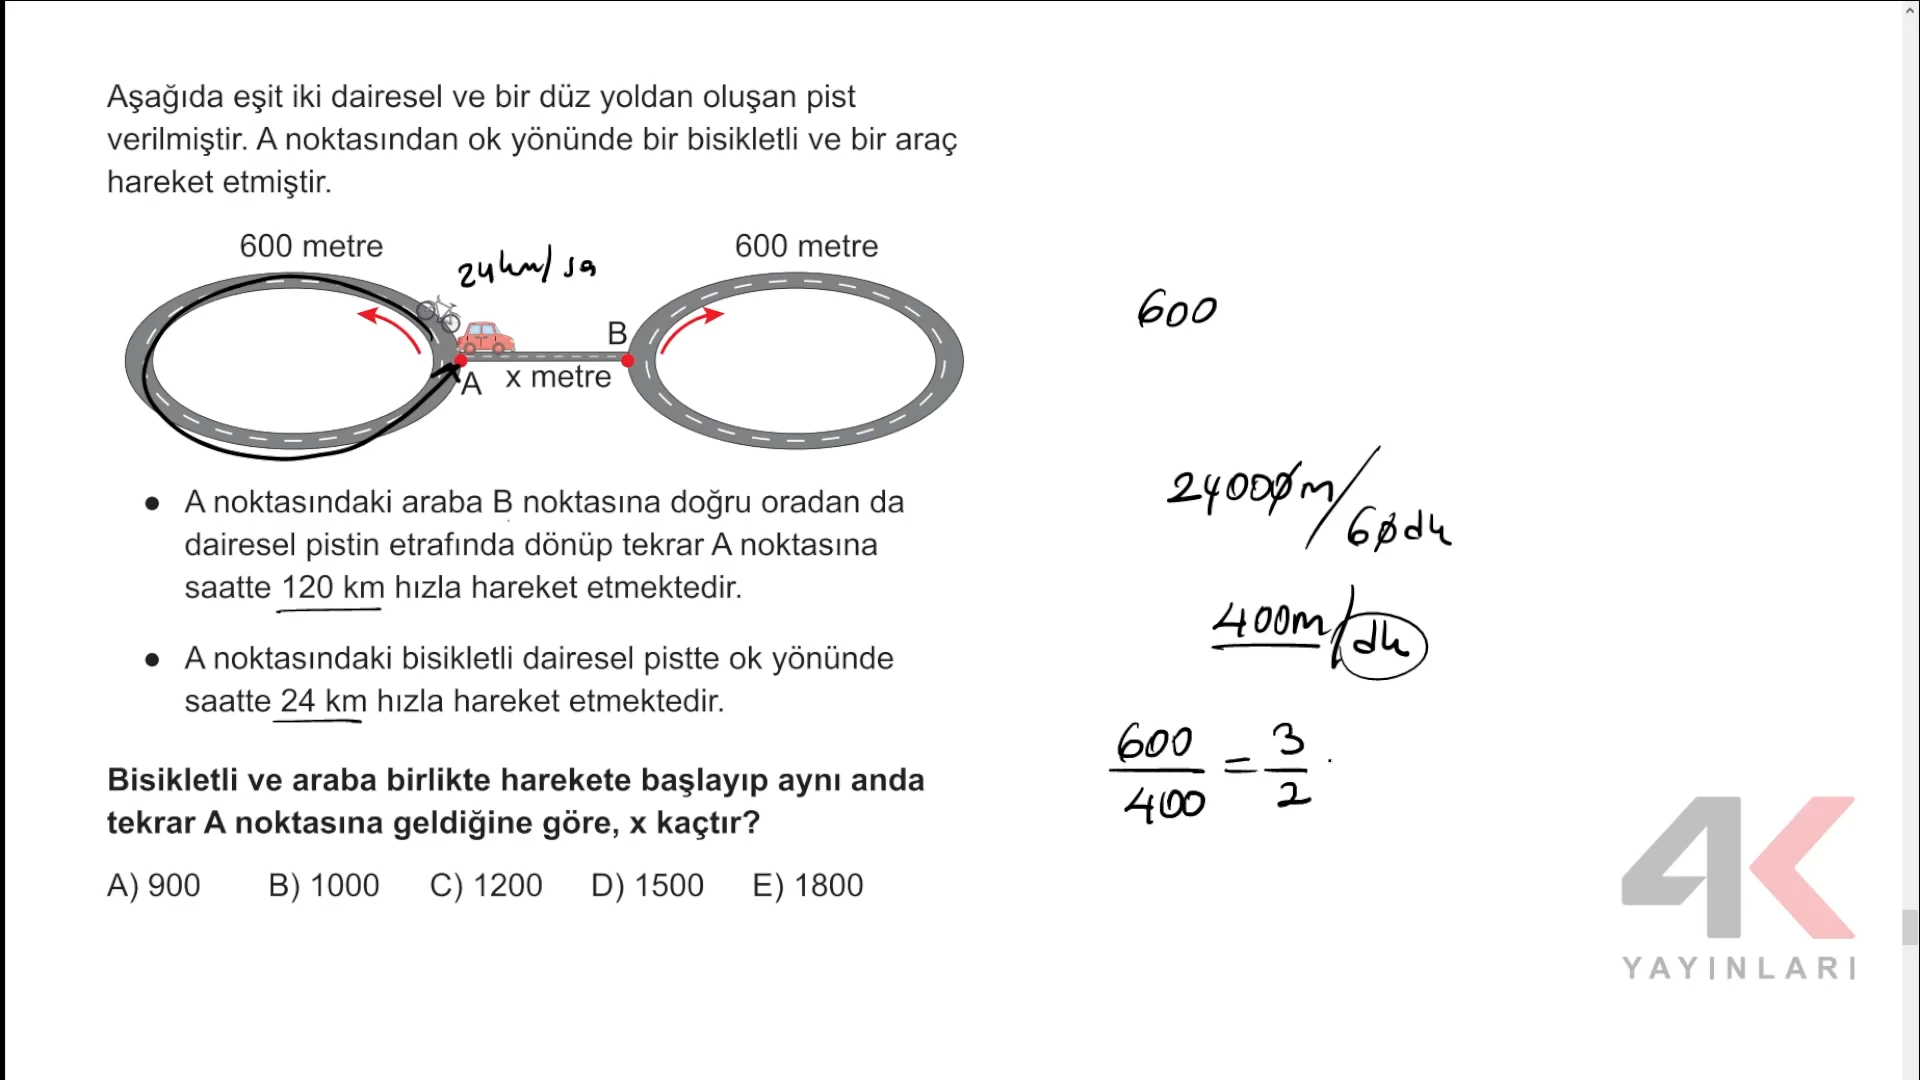 Aşağıda eşit iki dairesel ve bir düz yoldan oluşan pist
verilmiştir. A noktasından ok yönünde bir bisikletli ve bir araç
hareket etmiştir.
600 metre
24km/sa
600 metre
B
A
x metre
• A noktasındaki araba B noktasına doğru oradan da
dairesel pistin etrafında dönüp tekrar A noktasına
saatte 120 km hızla hareket etmektedir.
• A noktasındaki bisikletli dairesel pistte ok yönünde
saatte 24 km hızla hareket etmektedir.
Bisikletli ve araba birlikte harekete başlayıp aynı anda
tekrar A noktasına geldiğine göre, x kaçtır?
A) 900 B) 1000 C) 1200 D) 1500 E) 1800
600
24000m/60dk
400m/dk
600/400 = 3/2
4K
YAYINLARI